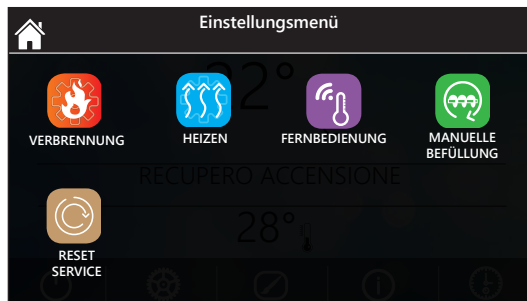 Einstellungsmenü
22°
VERBRENNUNG
HEIZEN
FERNBEDIENUNG
MANUELLE
BEFÜLLUNG
RECUPERO ACCENSIONE
28°
RESET
SERVICE